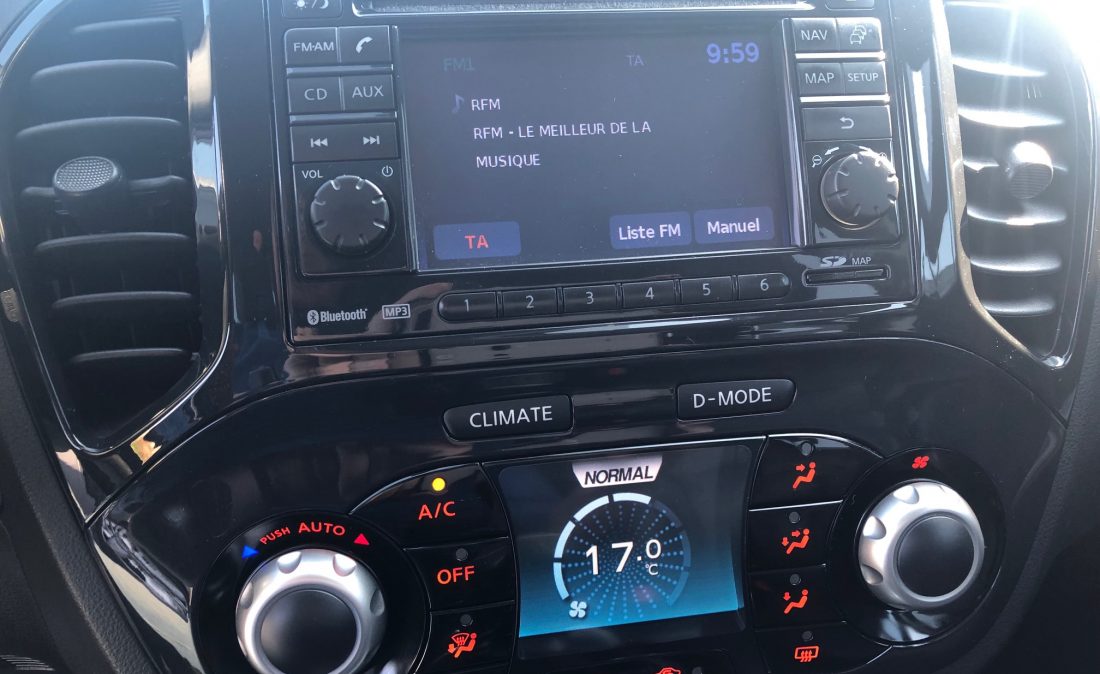 FM·AM
CD
AUX
VOL
FM1
TA
9:59
RFM
RFM - LE MEILLEUR DE LA
MUSIQUE
TA
Liste FM
Manuel
NAV
MAP
SETUP
SD
MAP
Bluetooth
MP3
1
2
3
4
5
6
CLIMATE
D-MODE
NORMAL
17.0
°C
PUSH AUTO
A/C
OFF